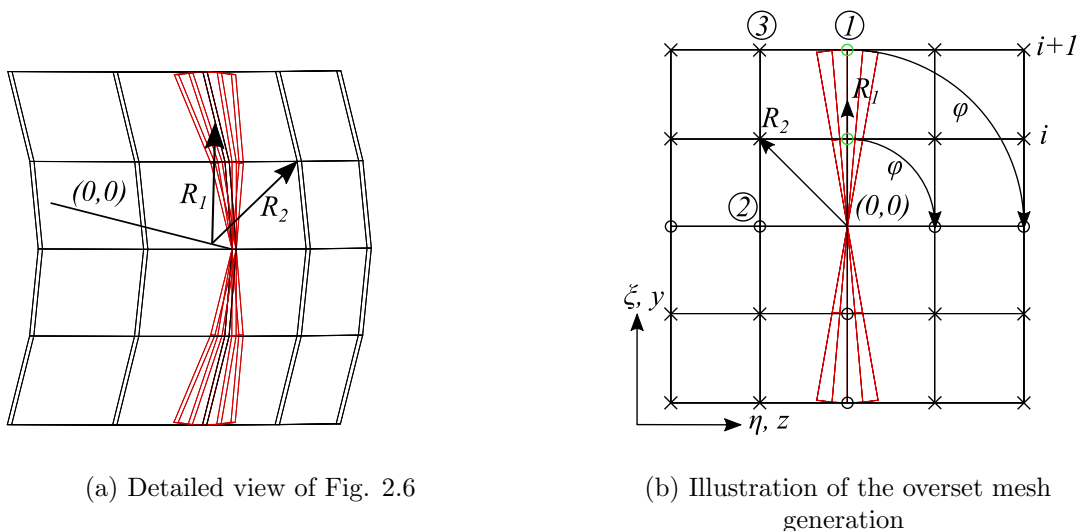 (0,0)
R1
R2
(a) Detailed view of Fig. 2.6
3
1
i+1
R1
R2
φ
i
φ
2
(0,0)
ξ, y
η, z
(b) Illustration of the overset mesh
generation